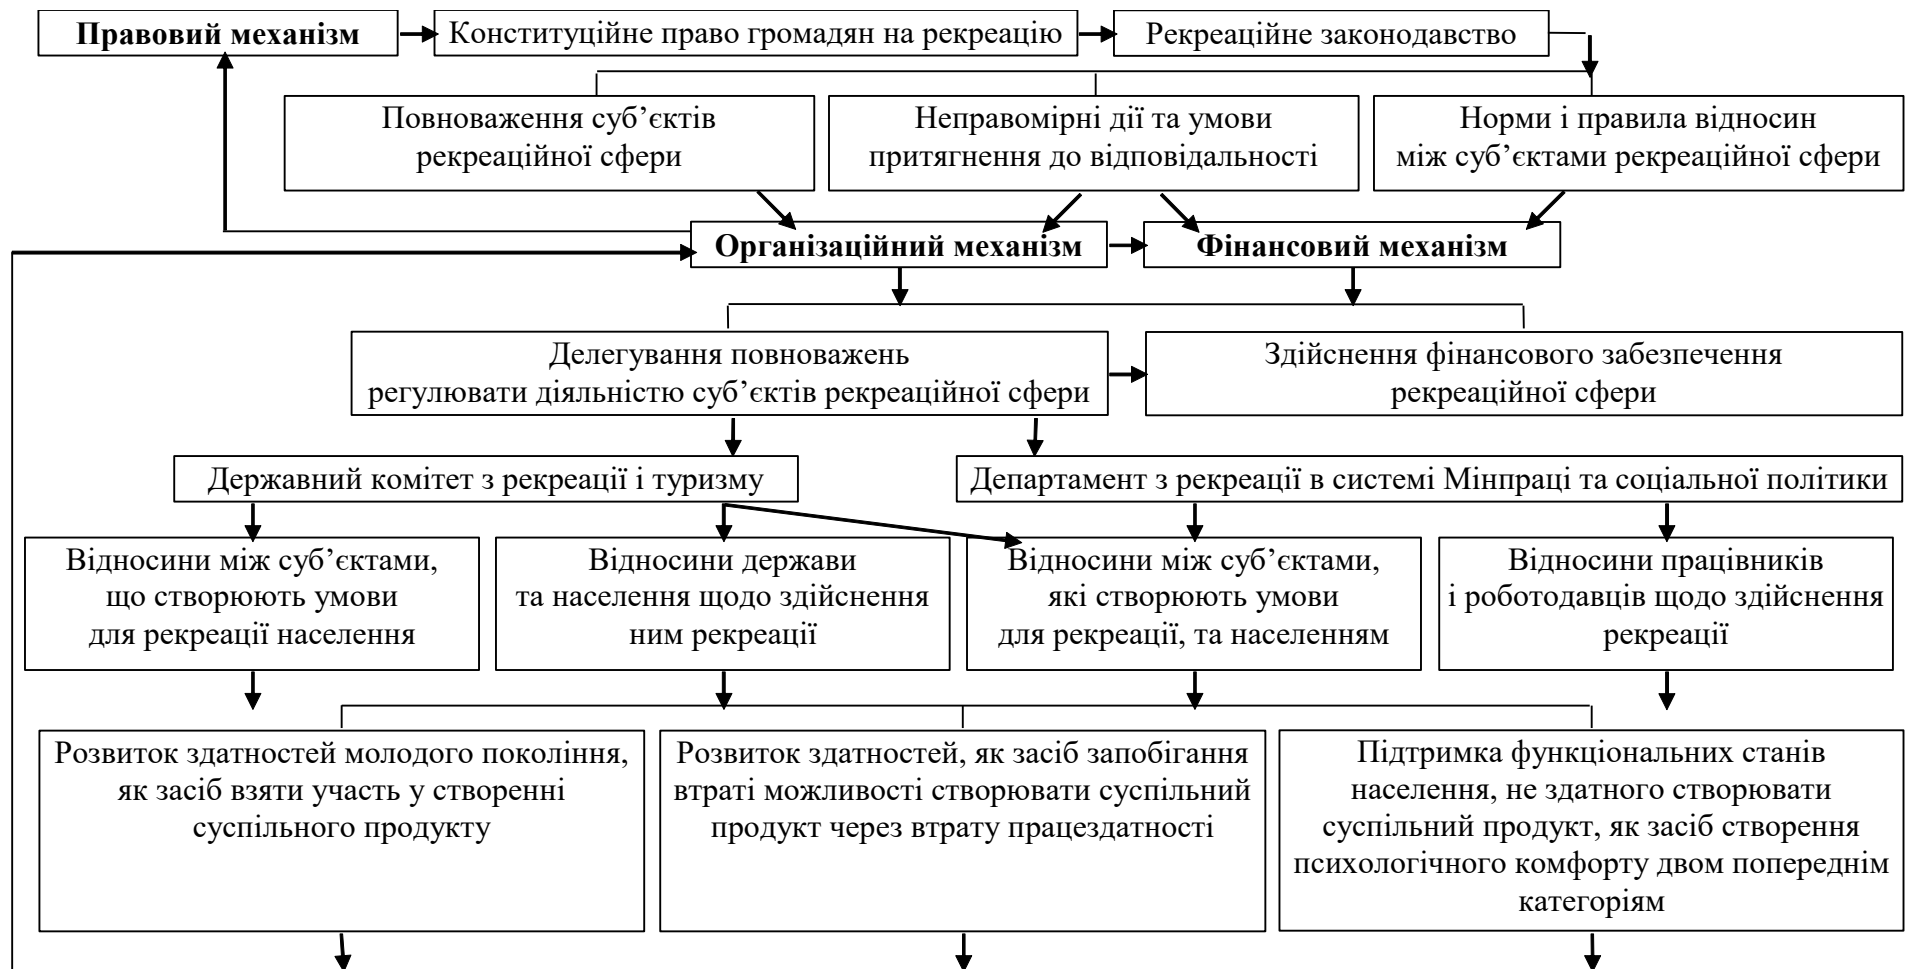 Правовий механізм
Конституційне право громадян на рекреацію
Рекреаційне законодавство
Повноваження суб’єктів
рекреаційної сфери
Неправомірні дії та умови
притягнення до відповідальності
Норми і правила відносин
між суб’єктами рекреаційної сфери
Організаційний механізм
Фінансовий механізм
Делегування повноважень
регулювати діяльністю суб’єктів рекреаційної сфери
Здійснення фінансового забезпечення
рекреаційної сфери
Державний комітет з рекреації і туризму
Департамент з рекреації в системі Мінпраці та соціальної політики
Відносини між суб’єктами,
що створюють умови
для рекреації населення
Відносини держави
та населення щодо здійснення
ним рекреації
Відносини між суб’єктами,
які створюють умови
для рекреації, та населенням
Відносини працівників
і роботодавців щодо здійснення
рекреації
Розвиток здатностей молодого покоління,
як засіб взяти участь у створенні
суспільного продукту
Розвиток здатностей, як засіб запобігання
втраті можливості створювати суспільний
продукт через втрату працездатності
Підтримка функціональних станів
населення, не здатного створювати
суспільний продукт, як засіб створення
психологічного комфорту двом попереднім
категоріям